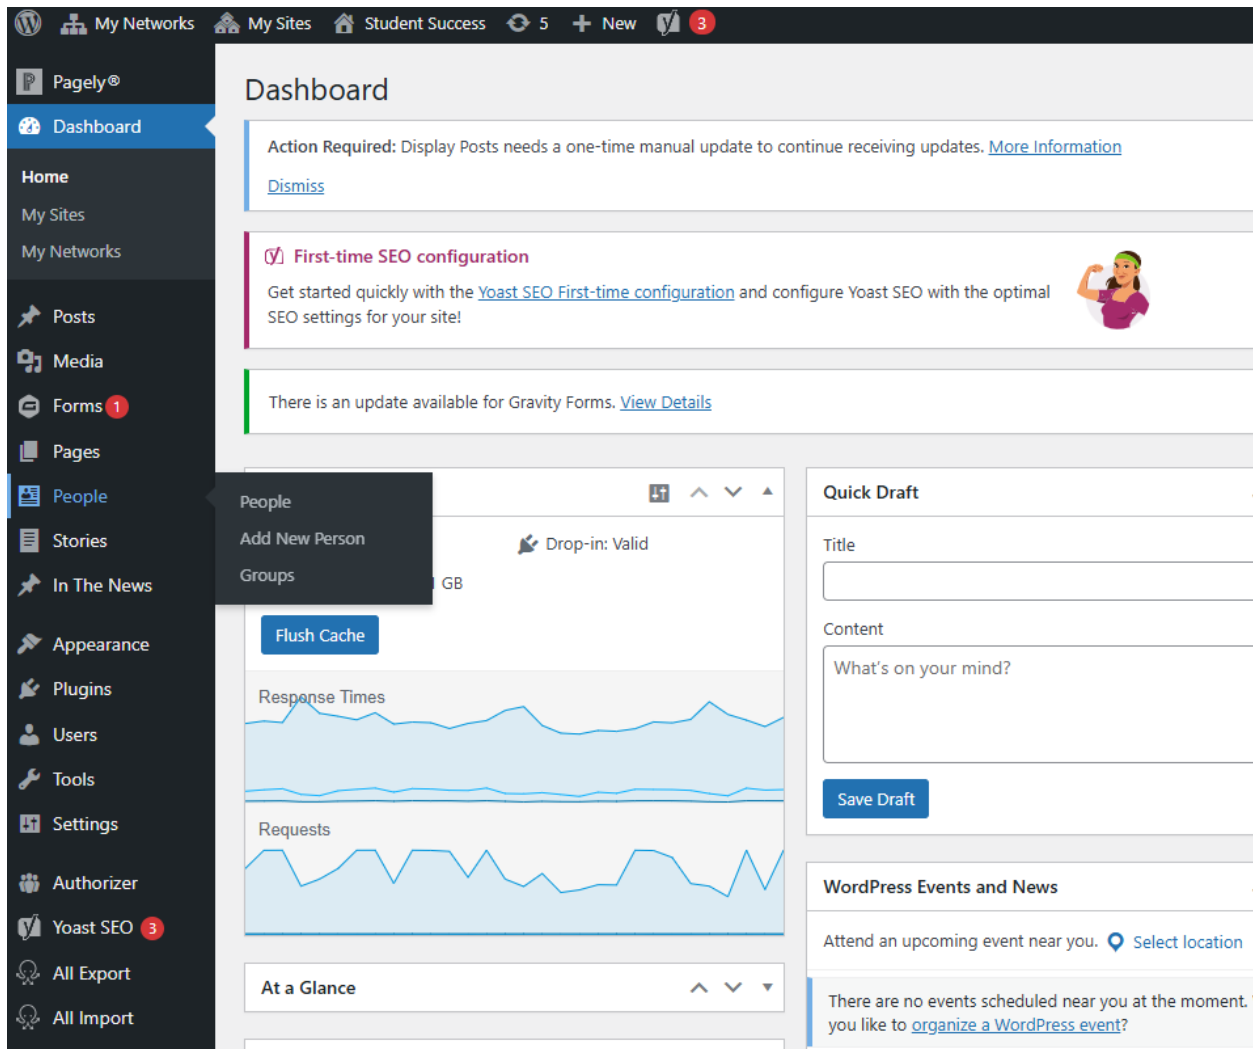 My Networks My Sites Student Success 5 New 3
Pagely®
Dashboard
Home
My Sites
My Networks
Posts
Media
Forms 1
Pages
People
Stories
In The News
Appearance
Plugins
Users
Tools
Settings
Authorizer
Yoast SEO 3
All Export
All Import
People
Add New Person
Groups
Dashboard
Action Required: Display Posts needs a one-time manual update to continue receiving updates. More Information
Dismiss
First-time SEO configuration
Get started quickly with the Yoast SEO First-time configuration and configure Yoast SEO with the optimal
SEO settings for your site!
There is an update available for Gravity Forms. View Details
Drop-in: Valid
GB
Flush Cache
Response Times
Requests
At a Glance
Quick Draft
Title
Content
What's on your mind?
Save Draft
WordPress Events and News
Attend an upcoming event near you. Select location
There are no events scheduled near you at the moment.
you like to organize a WordPress event?